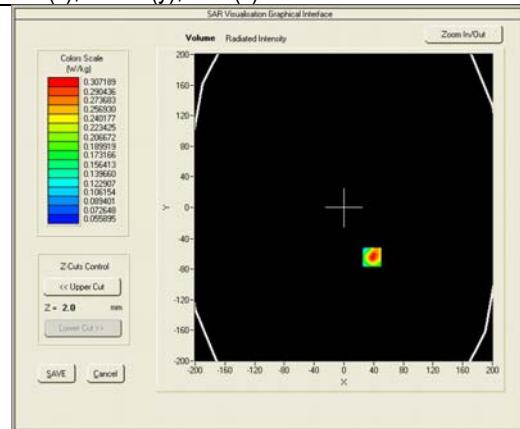 SAR Visualisation Graphical Interface
Volume Radiated Intensity
Zoom In/Out
Colors Scale
(W/kg)
0.307189
0.290436
0.273683
0.256930
0.240177
0.223425
0.206672
0.189919
0.173166
0.156413
0.139660
0.122907
0.106154
0.089401
0.072648
0.055895
Z-Cuts Control
<< Upper Cut
Z = 2.0 mm
Lower Cut >>
SAVE
Cancel
200
160
120
80
40
0
-40
-80
-120
-160
-200
Y
-200 -160 -120 -80 -40 0 40 80 120 160 200
X